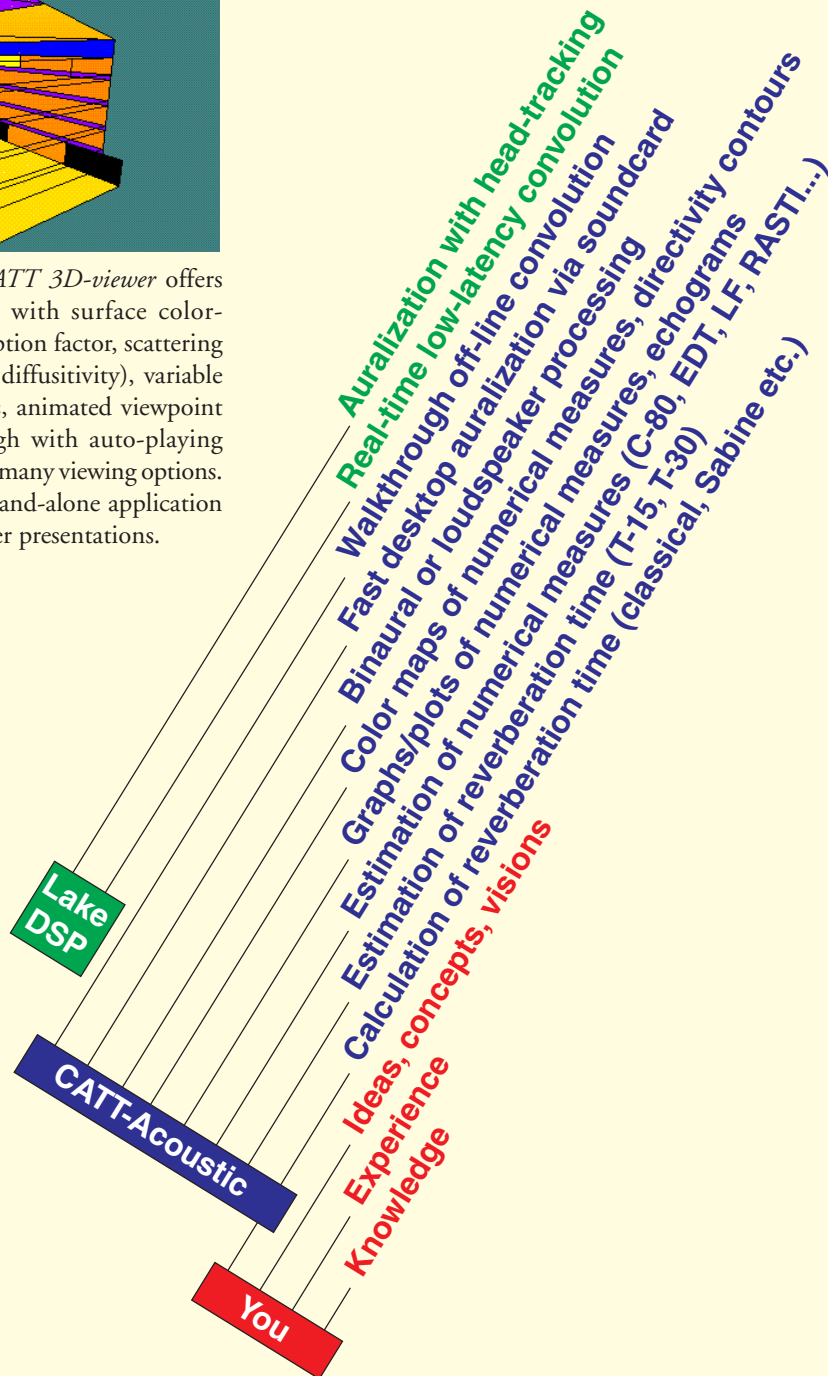 ATT 3D-viewer offers
with surface color-
ption factor, scattering
diffusitivity), variable
, animated viewpoint
gh with auto-playing
many viewing options.
and-alone application
er presentations.
Auralization with head-tracking
Real-time low-latency convolution
Walkthrough off-line convolution
Fast desktop auralization via soundcard
Binaural or loudspeaker processing
Color maps of numerical measures, directivity contours
Graphs/plots of numerical measures, echograms
Estimation of numerical measures (C-80, EDT, LF, RASTI...)
Estimation of reverberation time (T-15, T-30)
Calculation of reverberation time (classical, Sabine etc.)
Ideas, concepts, visions
Experience
Knowledge
Lake
DSP
CATT-Acoustic
You